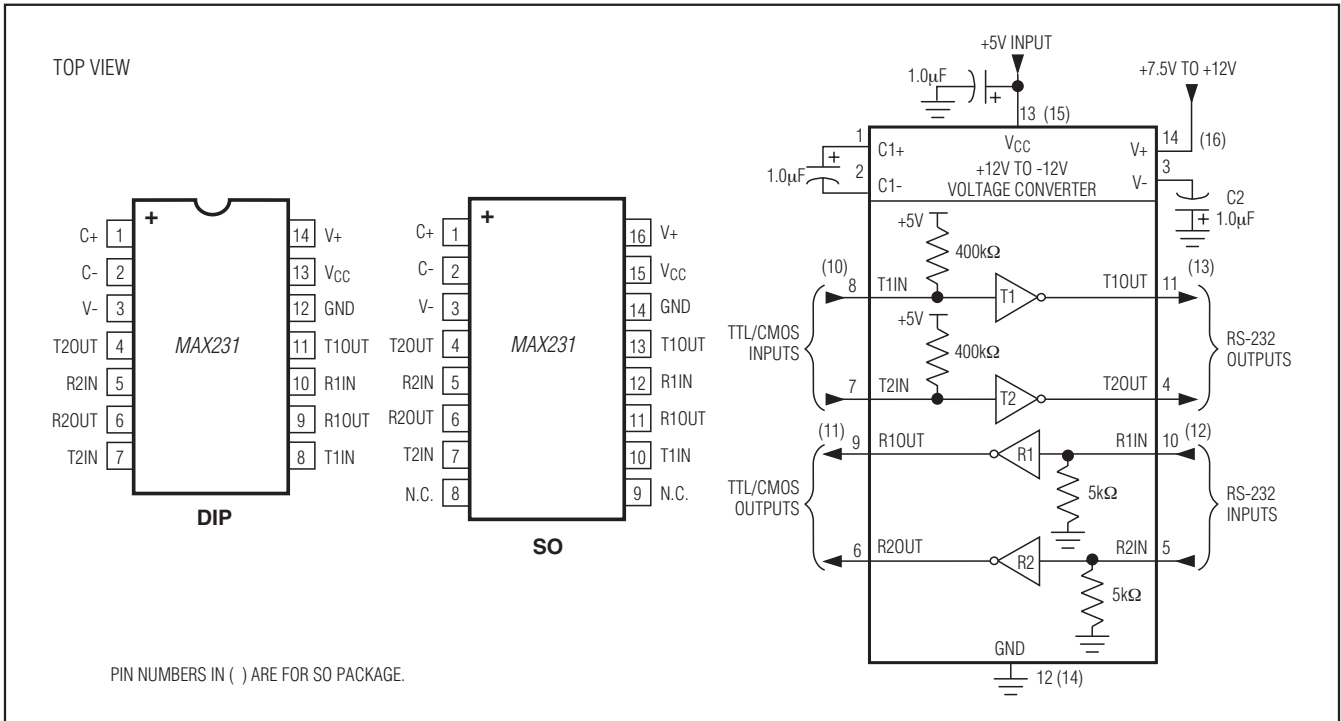 TOP VIEW
+
C+ 1
C- 2
V- 3
T2OUT 4
R2IN 5
R2OUT 6
T2IN 7
14 V+
13 VCC
12 GND
11 T1OUT
10 R1IN
9 R1OUT
8 T1IN
MAX231
DIP
+
C+ 1
C- 2
V- 3
T2OUT 4
R2IN 5
R2OUT 6
T2IN 7
N.C. 8
16 V+
15 VCC
14 GND
13 T1OUT
12 R1IN
11 R1OUT
10 T1IN
9 N.C.
MAX231
SO
PIN NUMBERS IN ( ) ARE FOR SO PACKAGE.
+5V INPUT
1.0μF
+
13 (15)
+7.5V TO +12V
1
C1+
VCC
V+
14 (16)
+
1.0μF
2
C1-
+12V TO -12V
VOLTAGE CONVERTER
V-
3
C2
+ 1.0μF
+5V
400kΩ
(10)
8
T1IN
T1
T1OUT
11
(13)
+5V
400kΩ
TTL/CMOS
INPUTS
RS-232
OUTPUTS
7
T2IN
T2
T2OUT
4
(11)
9
R1OUT
R1
R1IN
10
(12)
5kΩ
TTL/CMOS
OUTPUTS
RS-232
INPUTS
6
R2OUT
R2
R2IN
5
5kΩ
GND
12 (14)